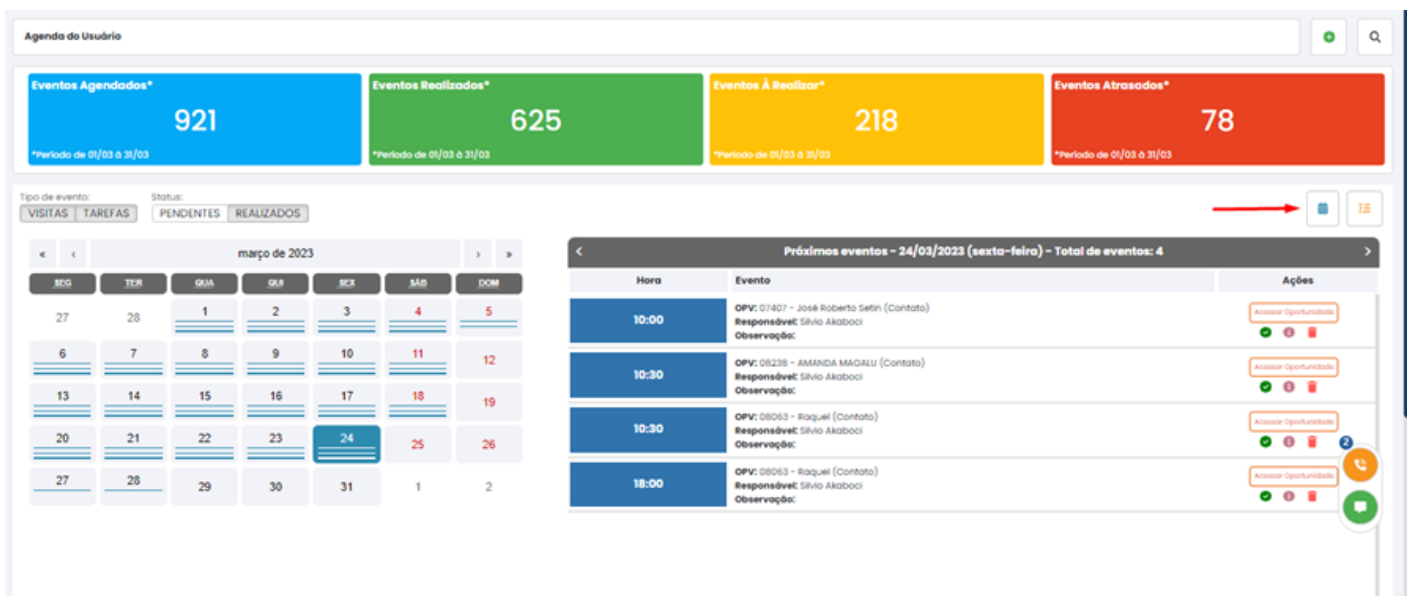 Agenda do Usuário
Eventos Agendados*
921
*Período de 01/03 à 31/03
Eventos Realizados*
625
*Período de 01/03 à 31/03
Eventos À Realizar*
218
*Período de 01/03 à 31/03
Eventos Atrasados*
78
*Período de 01/03 à 31/03
Tipo de evento:
VISITAS TAREFAS
Status:
PENDENTES REALIZADOS
« ‹ março de 2023 › »
SEG TER QUA QUI SEX SÁB DOM
27 28 1 2 3 4 5
6 7 8 9 10 11 12
13 14 15 16 17 18 19
20 21 22 23 24 25 26
27 28 29 30 31 1 2
Próximos eventos - 24/03/2023 (sexta-feira) - Total de eventos: 4
Hora Evento Ações
10:00
OPV: 07407 - José Roberto Setin (Contato)
Responsável: Silvio Akaboci
Observação:
Acessar Oportunidade
10:30
OPV: 08238 - AMANDA MAGALU (Contato)
Responsável: Silvio Akaboci
Observação:
Acessar Oportunidade
10:30
OPV: 08063 - Raquel (Contato)
Responsável: Silvio Akaboci
Observação:
Acessar Oportunidade
18:00
OPV: 08063 - Raquel (Contato)
Responsável: Silvio Akaboci
Observação:
Acessar Oportunidade
2